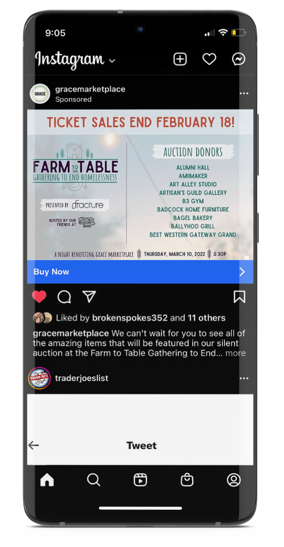 9:05
Instagram
gracemarketplace
Sponsored
GRACE
TICKET SALES END FEBRUARY 18!
FARM TO TABLE
GATHERING TO END HOMELESSNESS
PRESENTED BY fracture
HOSTED BY OUR
FRIENDS AT
AUCTION DONORS
ALUMNI HALL
AMIIMAKER
ART ALLEY STUDIO
ARTISAN'S GUILD GALLERY
B3 GYM
BADCOCK HOME FURNITURE
BAGEL BAKERY
BALLYHOO GRILL
BEST WESTERN GATEWAY GRAND
A NIGHT BENEFITING GRACE MARKETPLACE | THURSDAY, MARCH 10, 2022 | 5:30P
Buy Now
Liked by brokenspokes352 and 11 others
gracemarketplace We can't wait for you to see all of
the amazing items that will be featured in our silent
auction at the Farm to Table Gathering to End... more
traderjoeslist
Tweet